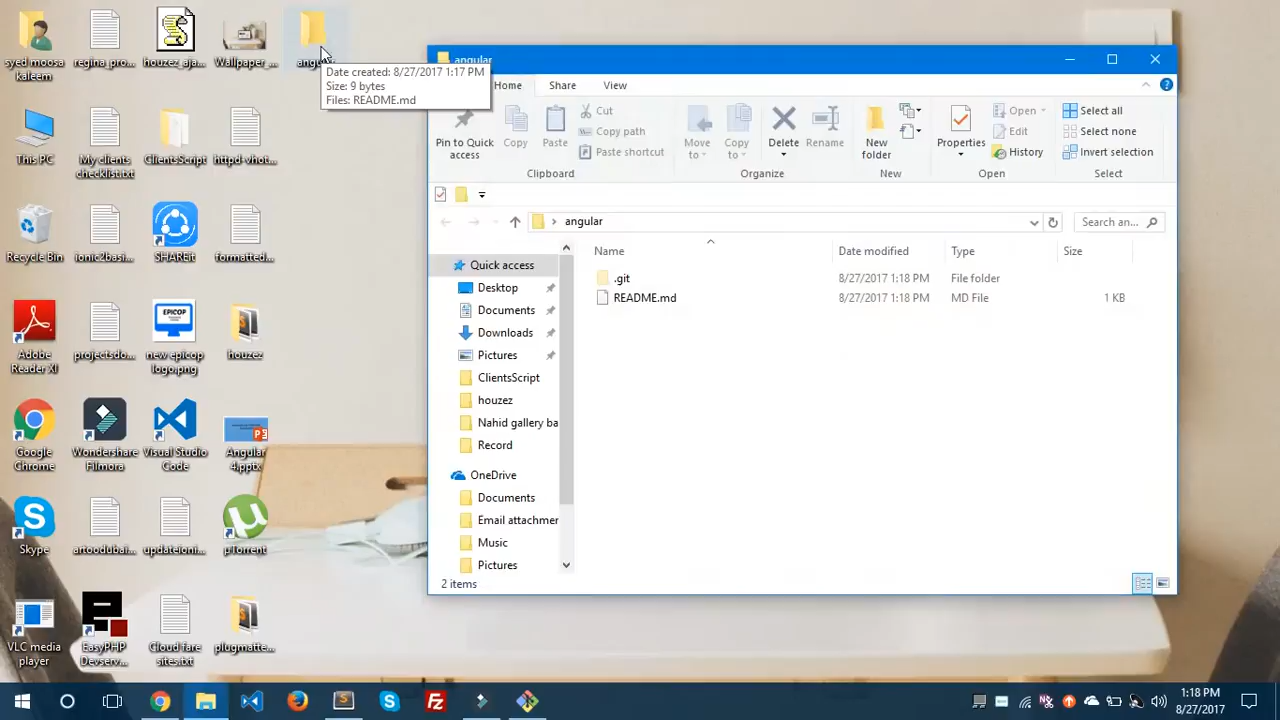 syed moosa
kaleem
regina_pro...
houzez_aja...
Wallpaper_...
Date created: 8/27/2017 1:17 PM
Size: 9 bytes
Files: README.md
This PC
My clients
checklist.txt
ClientsScript
httpd-vhot...
Recycle Bin
ionic2basi...
SHAREit
formatted...
Adobe
Reader XI
projectsdo...
EPICOP
new epicop
logo.png
houzez
Google
Chrome
Wondershare
Filmora
Visual Studio
Code
Angular
4.pptx
Skype
artoodubai...
updateioni...
µTorrent
VLC media
player
EasyPHP
Devserv...
Cloud fare
sites.txt
plugmatte...
angular
Home
Share
View
Pin to Quick
access
Copy
Paste
Cut
Copy path
Paste shortcut
Clipboard
Move
to
Copy
to
Delete
Rename
Organize
New
folder
New
Properties
Open
Edit
History
Open
Select all
Select none
Invert selection
Select
angular
Search an...
Name
Date modified
Type
Size
.git
8/27/2017 1:18 PM
File folder
README.md
8/27/2017 1:18 PM
MD File
1 KB
Quick access
Desktop
Documents
Downloads
Pictures
ClientsScript
houzez
Nahid gallery ba
Record
OneDrive
Documents
Email attachmer
Music
Pictures
2 items
1:18 PM
8/27/2017